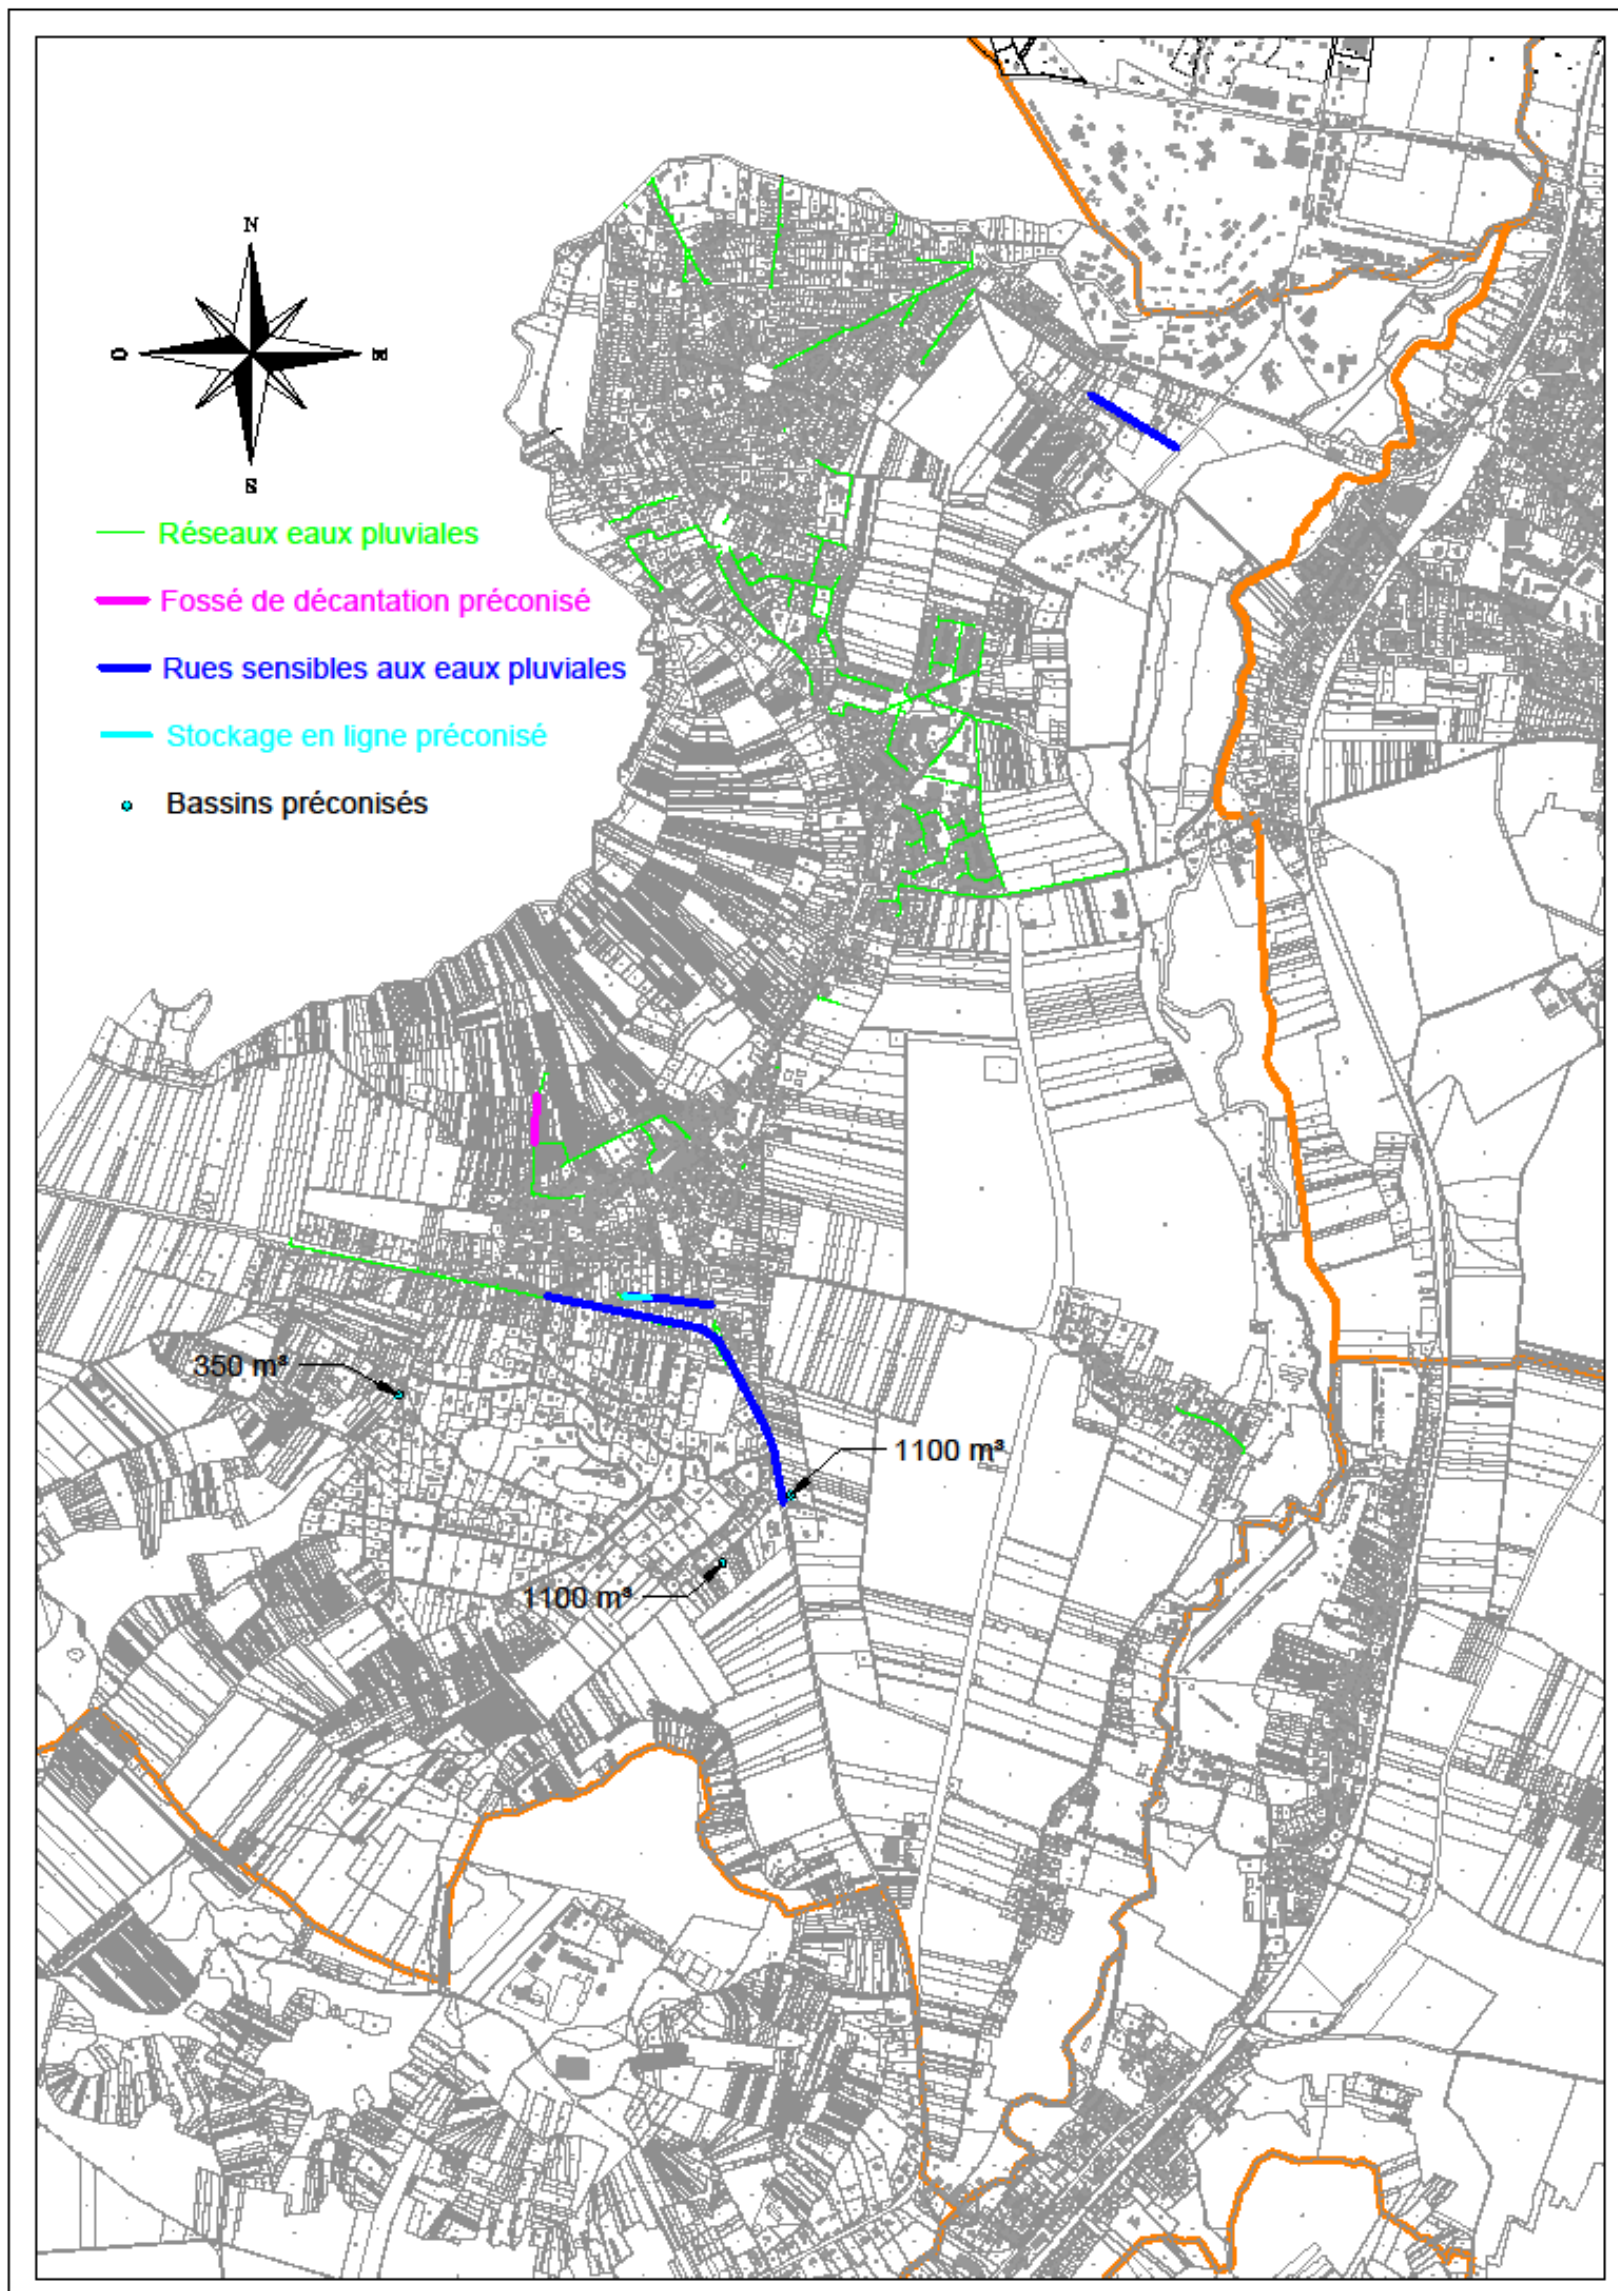 N
O
E
S
Réseaux eaux pluviales
Fossé de décantation préconisé
Rues sensibles aux eaux pluviales
Stockage en ligne préconisé
Bassins préconisés
350 m³
1100 m³
1100 m³